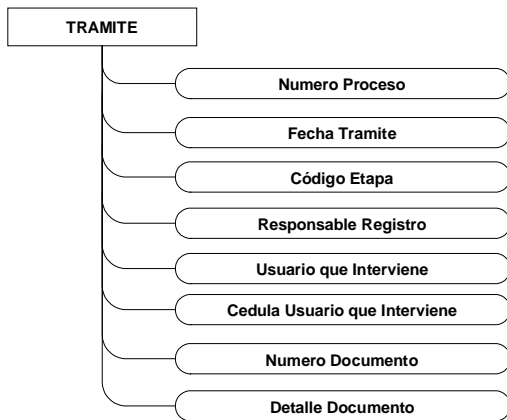 TRAMITE
Numero Proceso
Fecha Tramite
Código Etapa
Responsable Registro
Usuario que Interviene
Cedula Usuario que Interviene
Numero Documento
Detalle Documento